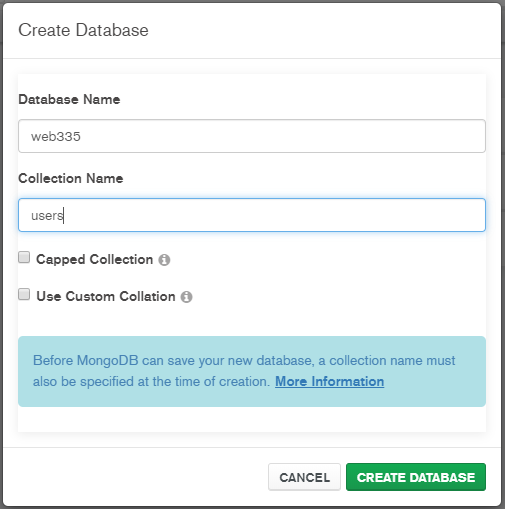 Create Database
Database Name
web335
Collection Name
users
Capped Collection
Use Custom Collation
Before MongoDB can save your new database, a collection name must
also be specified at the time of creation. More Information
CANCEL CREATE DATABASE